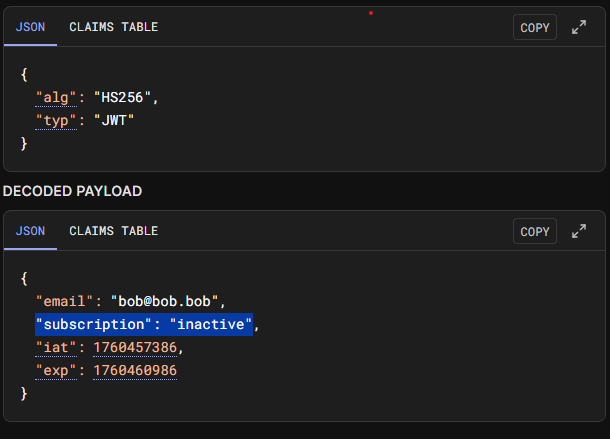 JSON CLAIMS TABLE COPY
{
"alg": "HS256",
"typ": "JWT"
}
DECODED PAYLOAD
JSON CLAIMS TABLE COPY
{
"email": "bob@bob.bob",
"subscription": "inactive",
"iat": 1760457386,
"exp": 1760460986
}